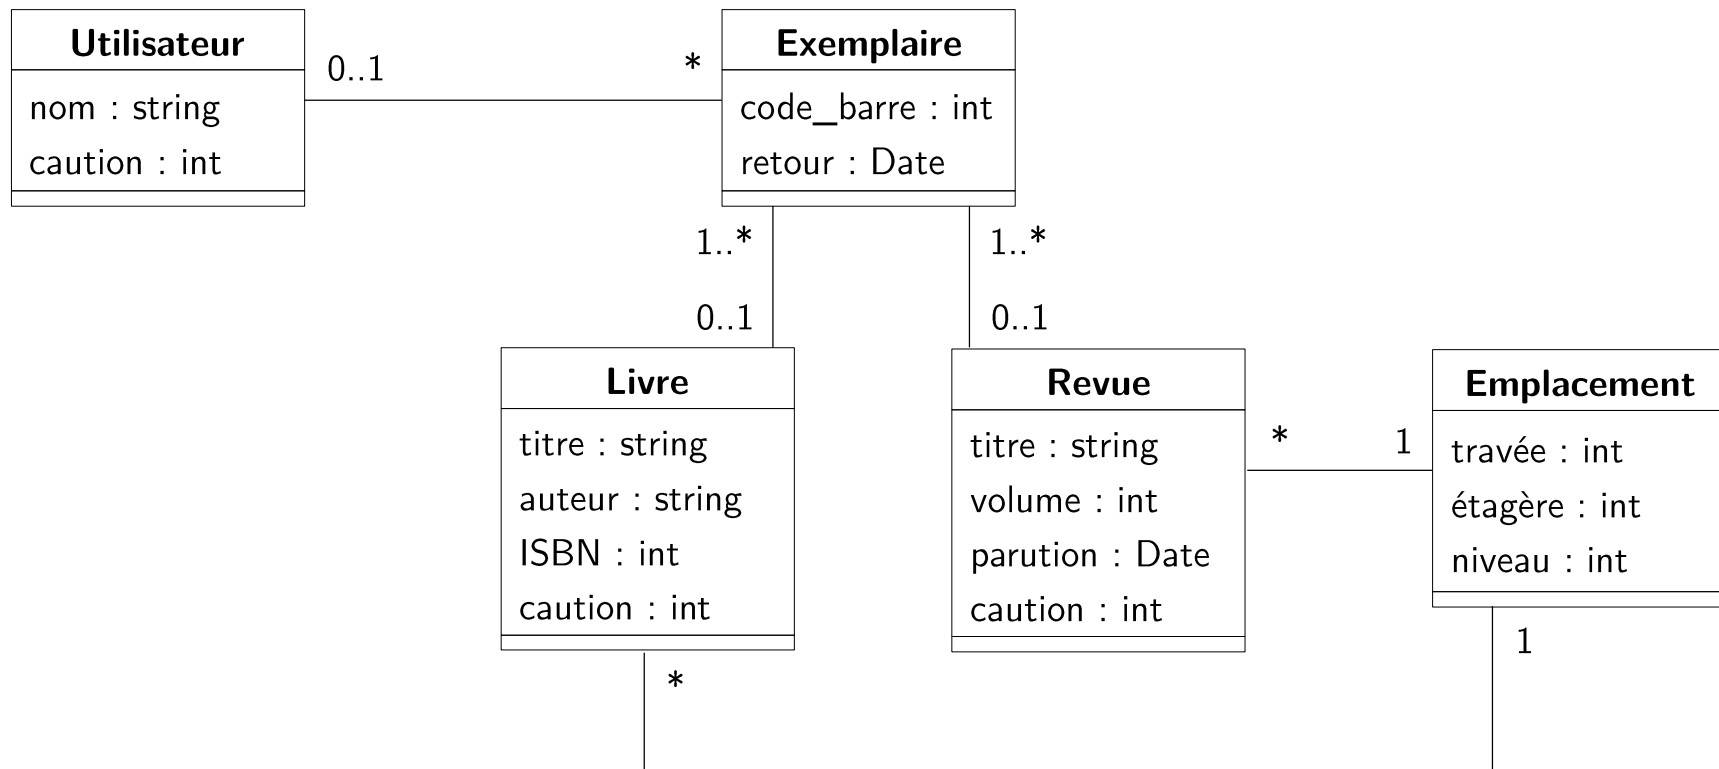 Utilisateur
nom : string
caution : int
0..1
*
Exemplaire
code_barre : int
retour : Date
1..*
1..*
0..1
0..1
Livre
titre : string
auteur : string
ISBN : int
caution : int
*
Revue
titre : string
volume : int
parution : Date
caution : int
*
1
Emplacement
travée : int
étagère : int
niveau : int
1